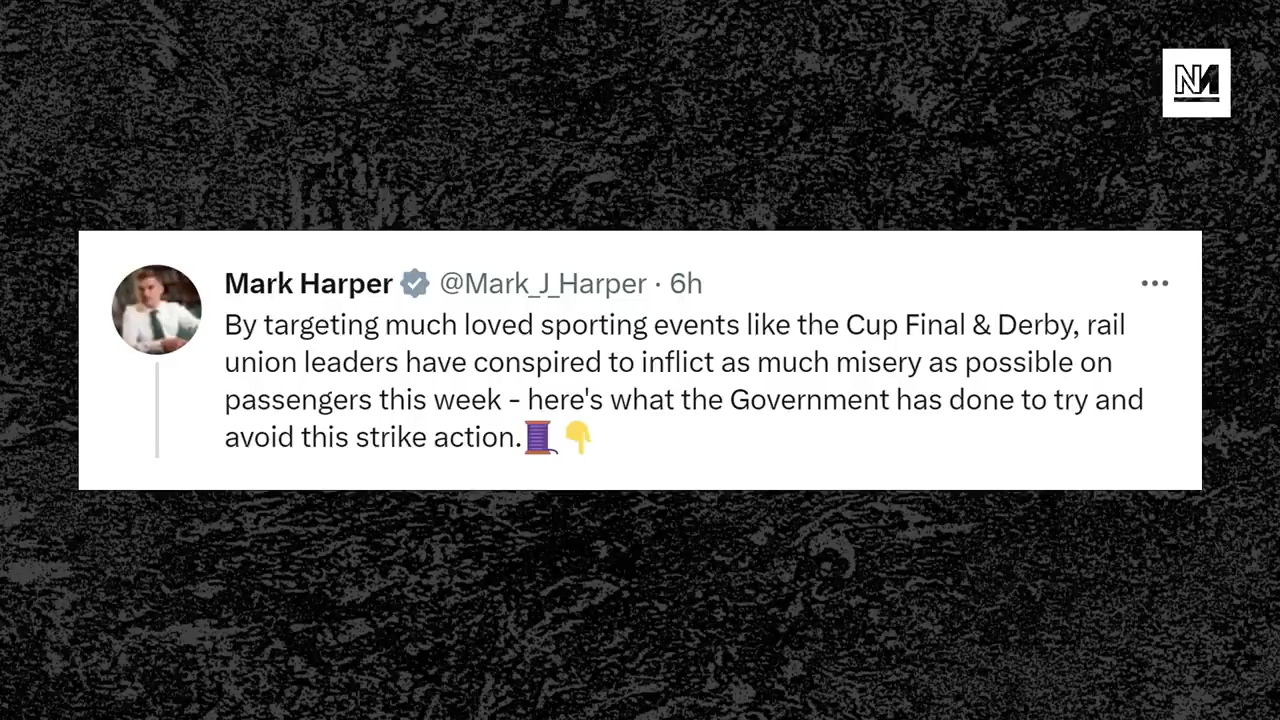 NM
Mark Harper @Mark_J_Harper · 6h
By targeting much loved sporting events like the Cup Final & Derby, rail
union leaders have conspired to inflict as much misery as possible on
passengers this week - here's what the Government has done to try and
avoid this strike action.🧵👇